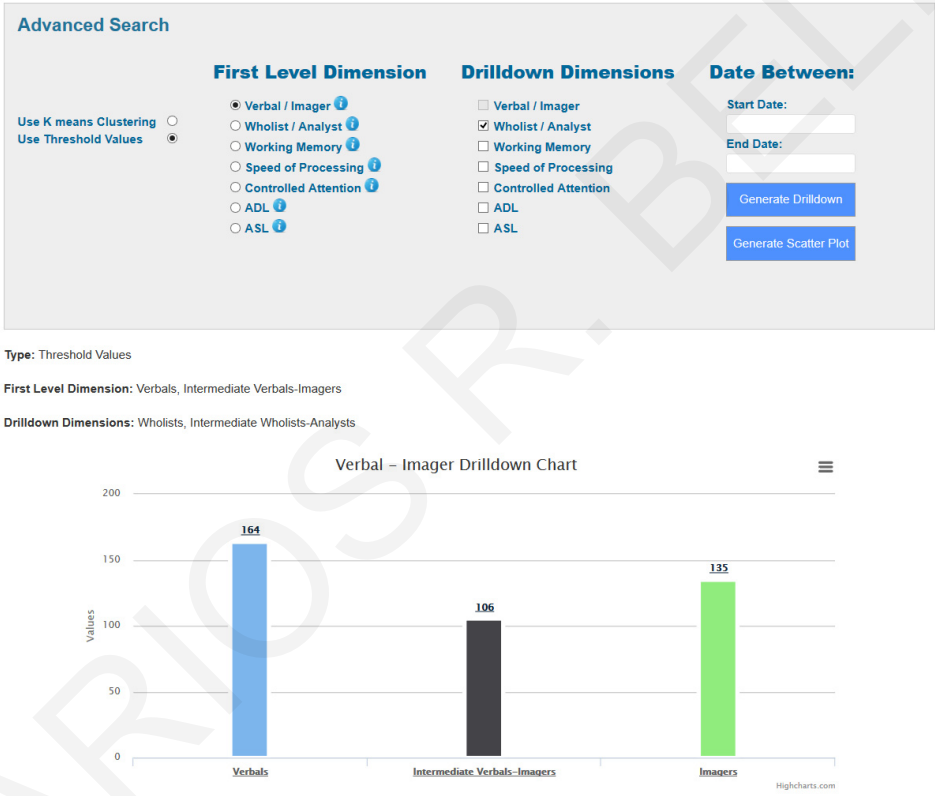 Advanced Search
First Level Dimension
Drilldown Dimensions
Date Between:
Use K means Clustering
Use Threshold Values
Verbal / Imager
Wholist / Analyst
Working Memory
Speed of Processing
Controlled Attention
ADL
ASL
Verbal / Imager
Wholist / Analyst
Working Memory
Speed of Processing
Controlled Attention
ADL
ASL
Start Date:
End Date:
Generate Drilldown
Generate Scatter Plot
Type: Threshold Values
First Level Dimension: Verbals, Intermediate Verbals-Imagers
Drilldown Dimensions: Wholists, Intermediate Wholists-Analysts
Verbal – Imager Drilldown Chart
Values
200
150
100
50
0
164
106
135
Verbals
Intermediate Verbals–Imagers
Imagers
Highcharts.com
ARIOS R. BEL